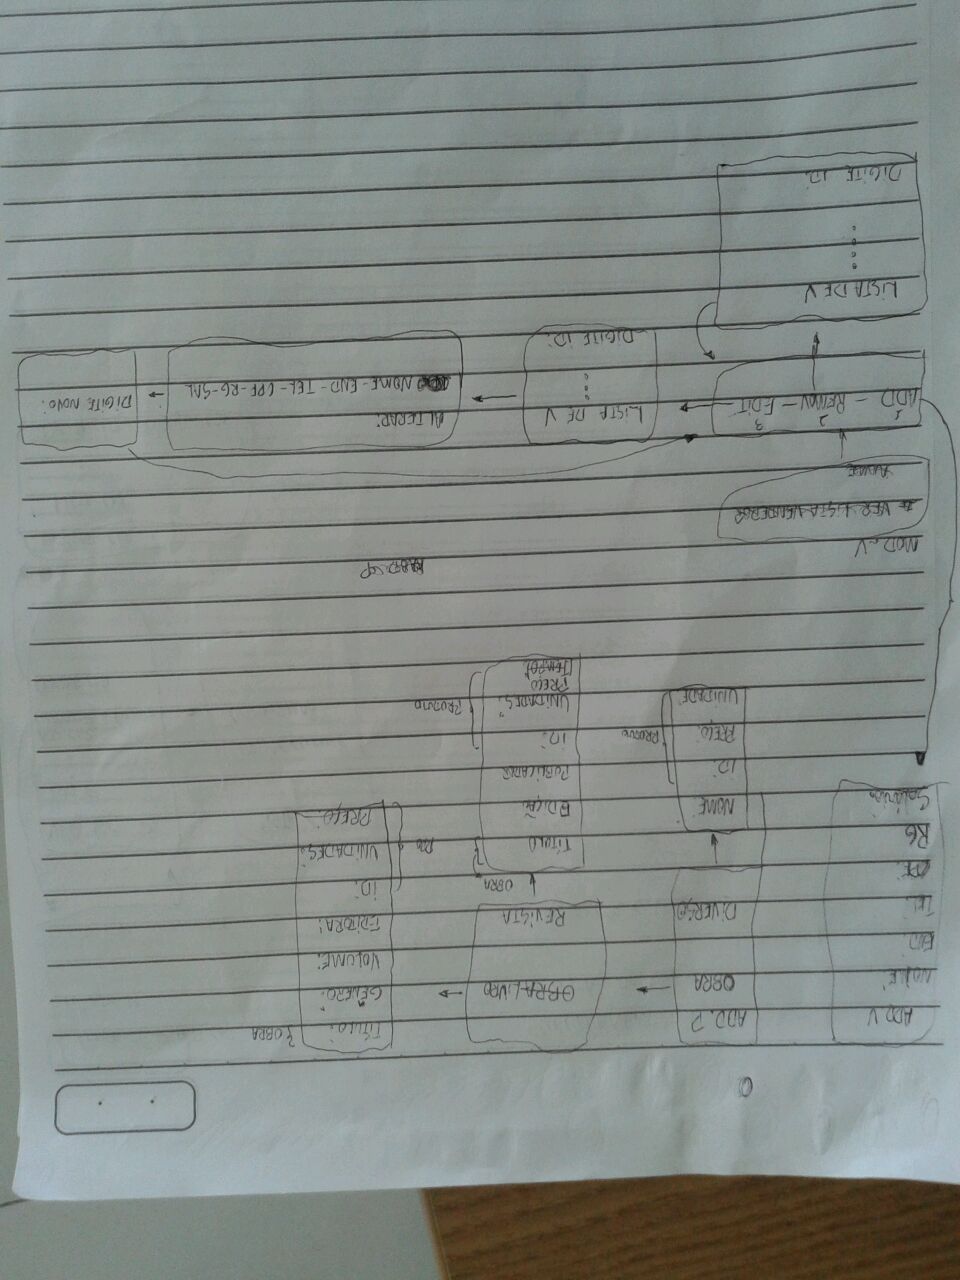 ADD. V
NOME:
END:
TEL:
CPF:
RG
Salário:
ADD. P
OBRA
DIVERSO
NOME:
ID:
PREÇO:
UNIDADE:
PRODUTO
OBRA-LIVRO
REVISTA
OBRA
TÍTULO
EDIÇÃO
PUBLICADOR
ID:
UNIDADES:
PREÇO
PRODUTO
TÍTULO:
OBRA
GÊNERO:
VOLUME:
EDITORA:
ID:
UNIDADES:
PREÇO:
MOD. V
VER LISTA VENDEDOR
1 2 3
ADD - REMOV - EDIT
LISTA DE V
DIGITE ID:
ALTERAR:
NOME - END - TEL - CPF - RG - SAL
DIGITE NOVO:
LISTA DE V
DIGITE ID: